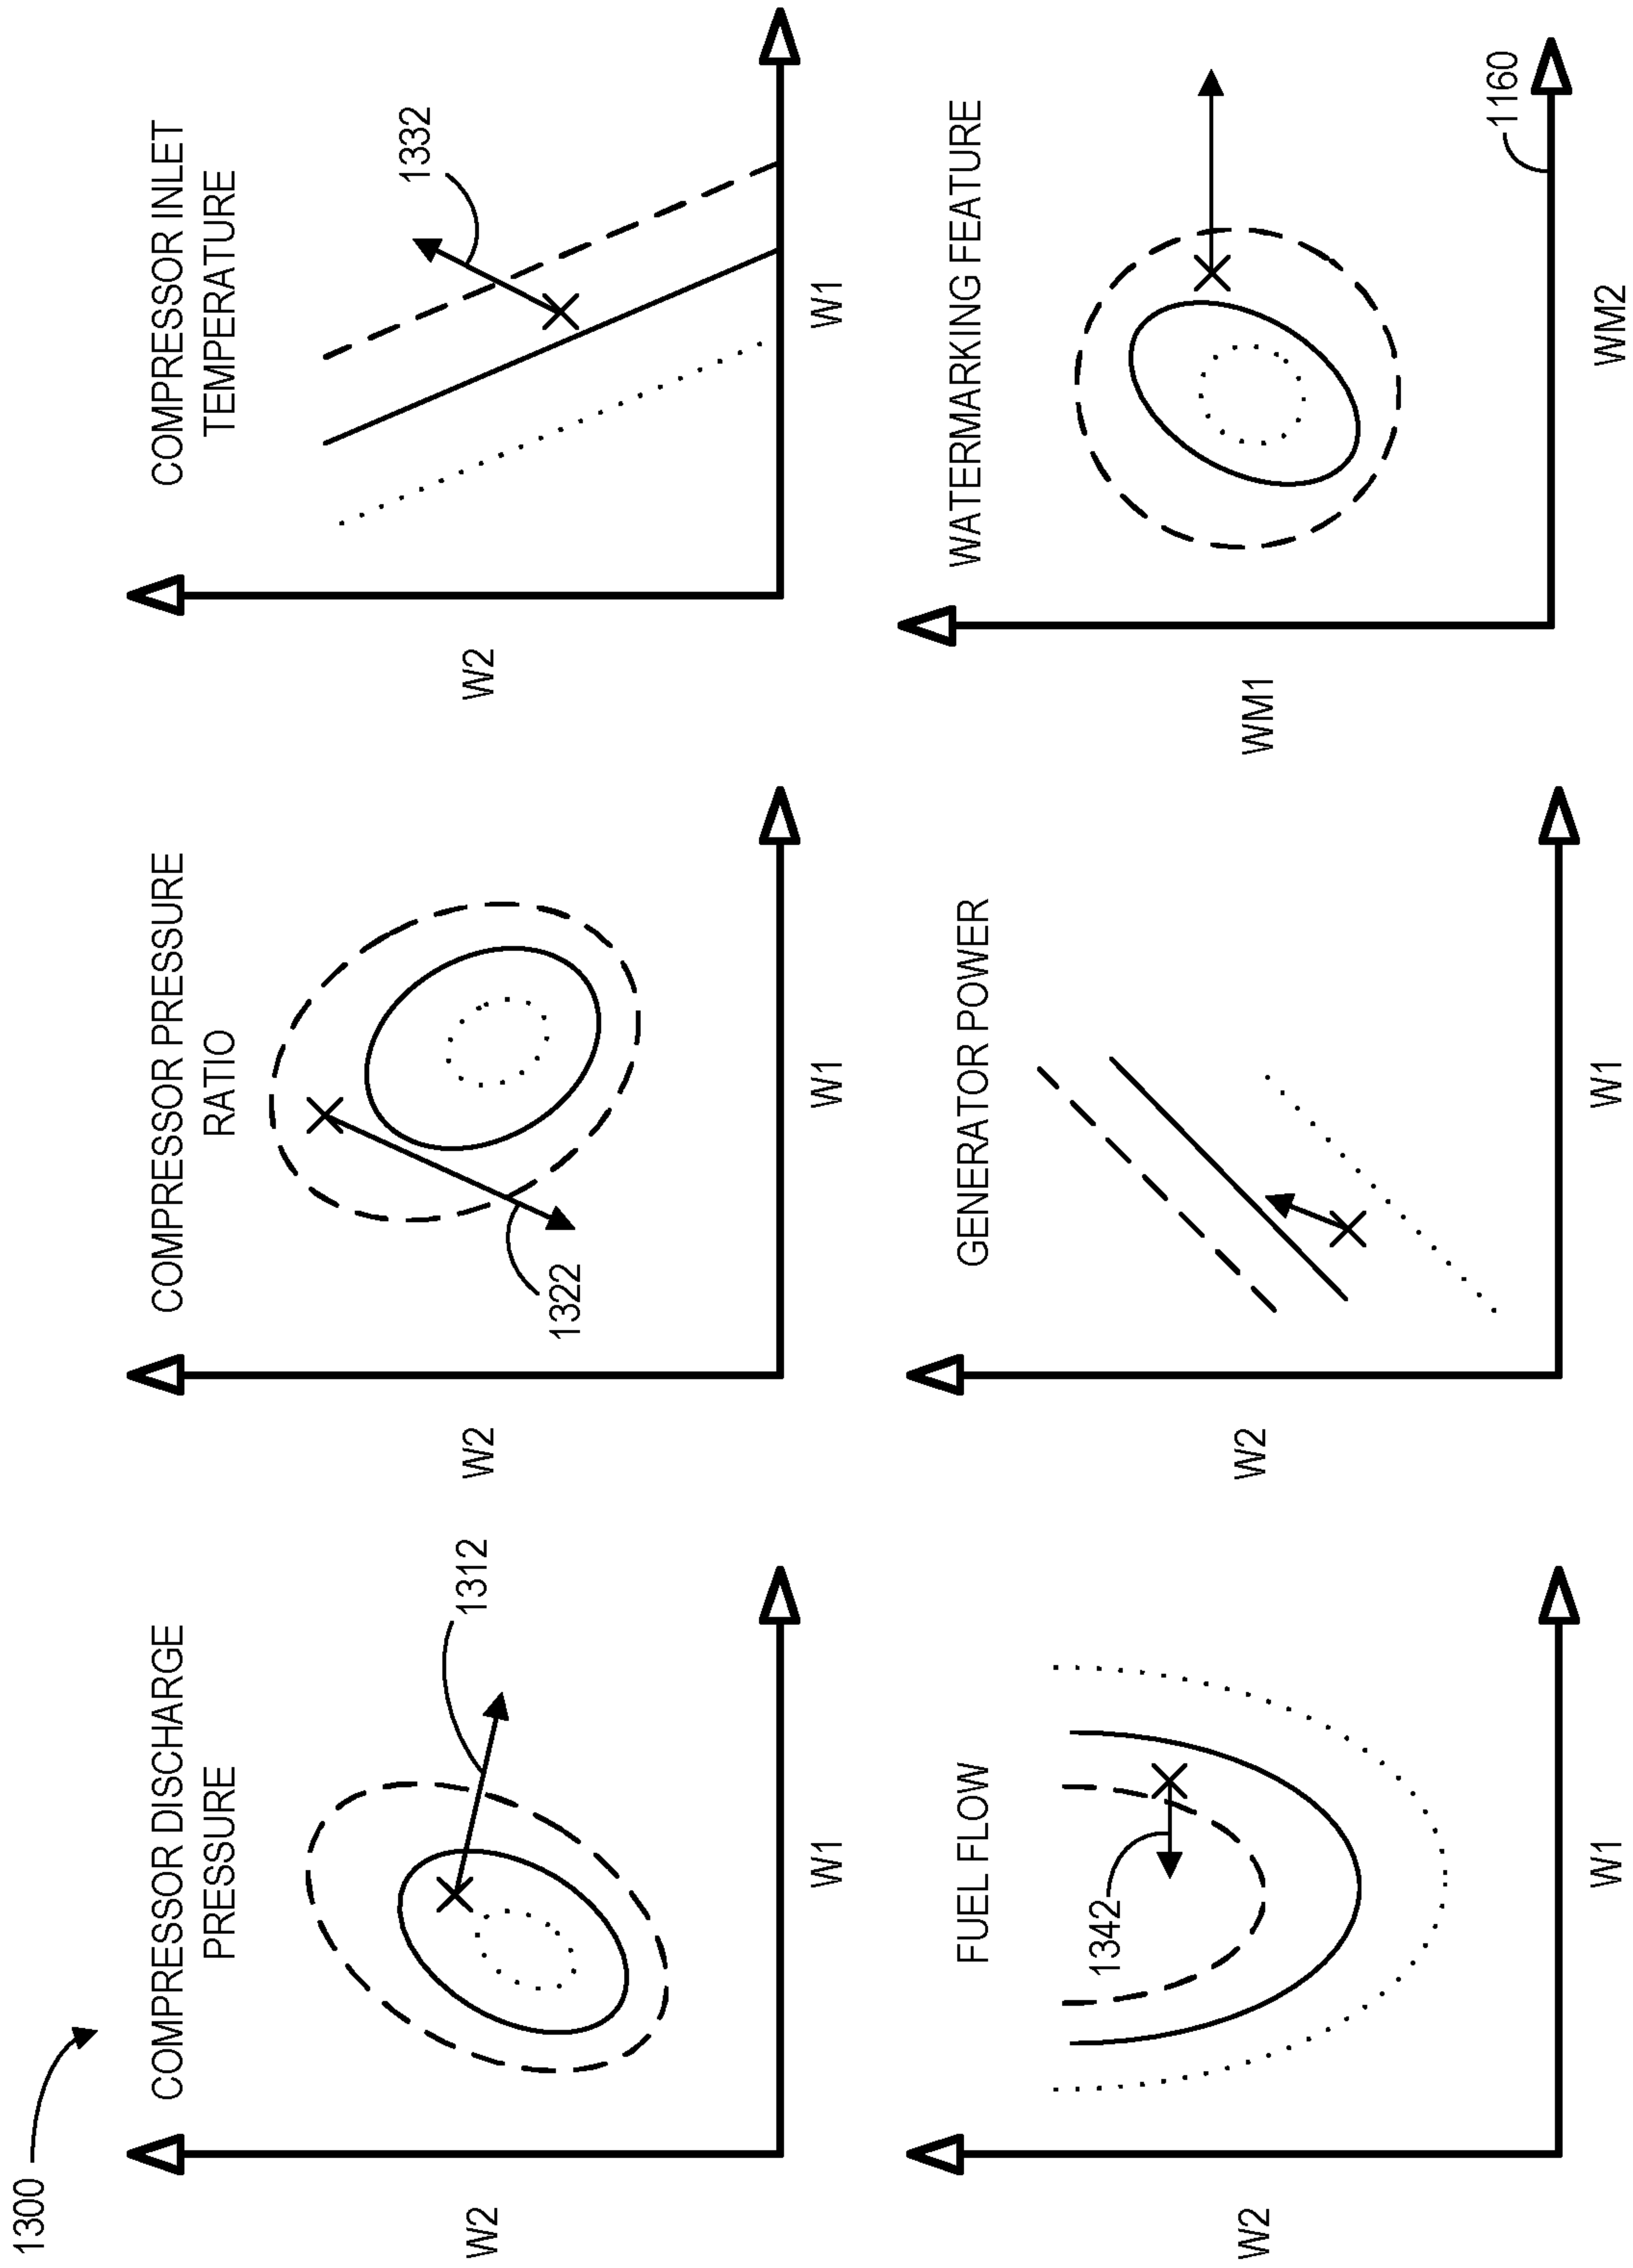 1300
COMPRESSOR DISCHARGE
PRESSURE
W2
1312
W1
COMPRESSOR PRESSURE
RATIO
W2
1322
W1
COMPRESSOR INLET
TEMPERATURE
W2
1332
W1
FUEL FLOW
W2
1342
W1
GENERATOR POWER
W2
W1
WATERMARKING FEATURE
WM1
1160
WM2